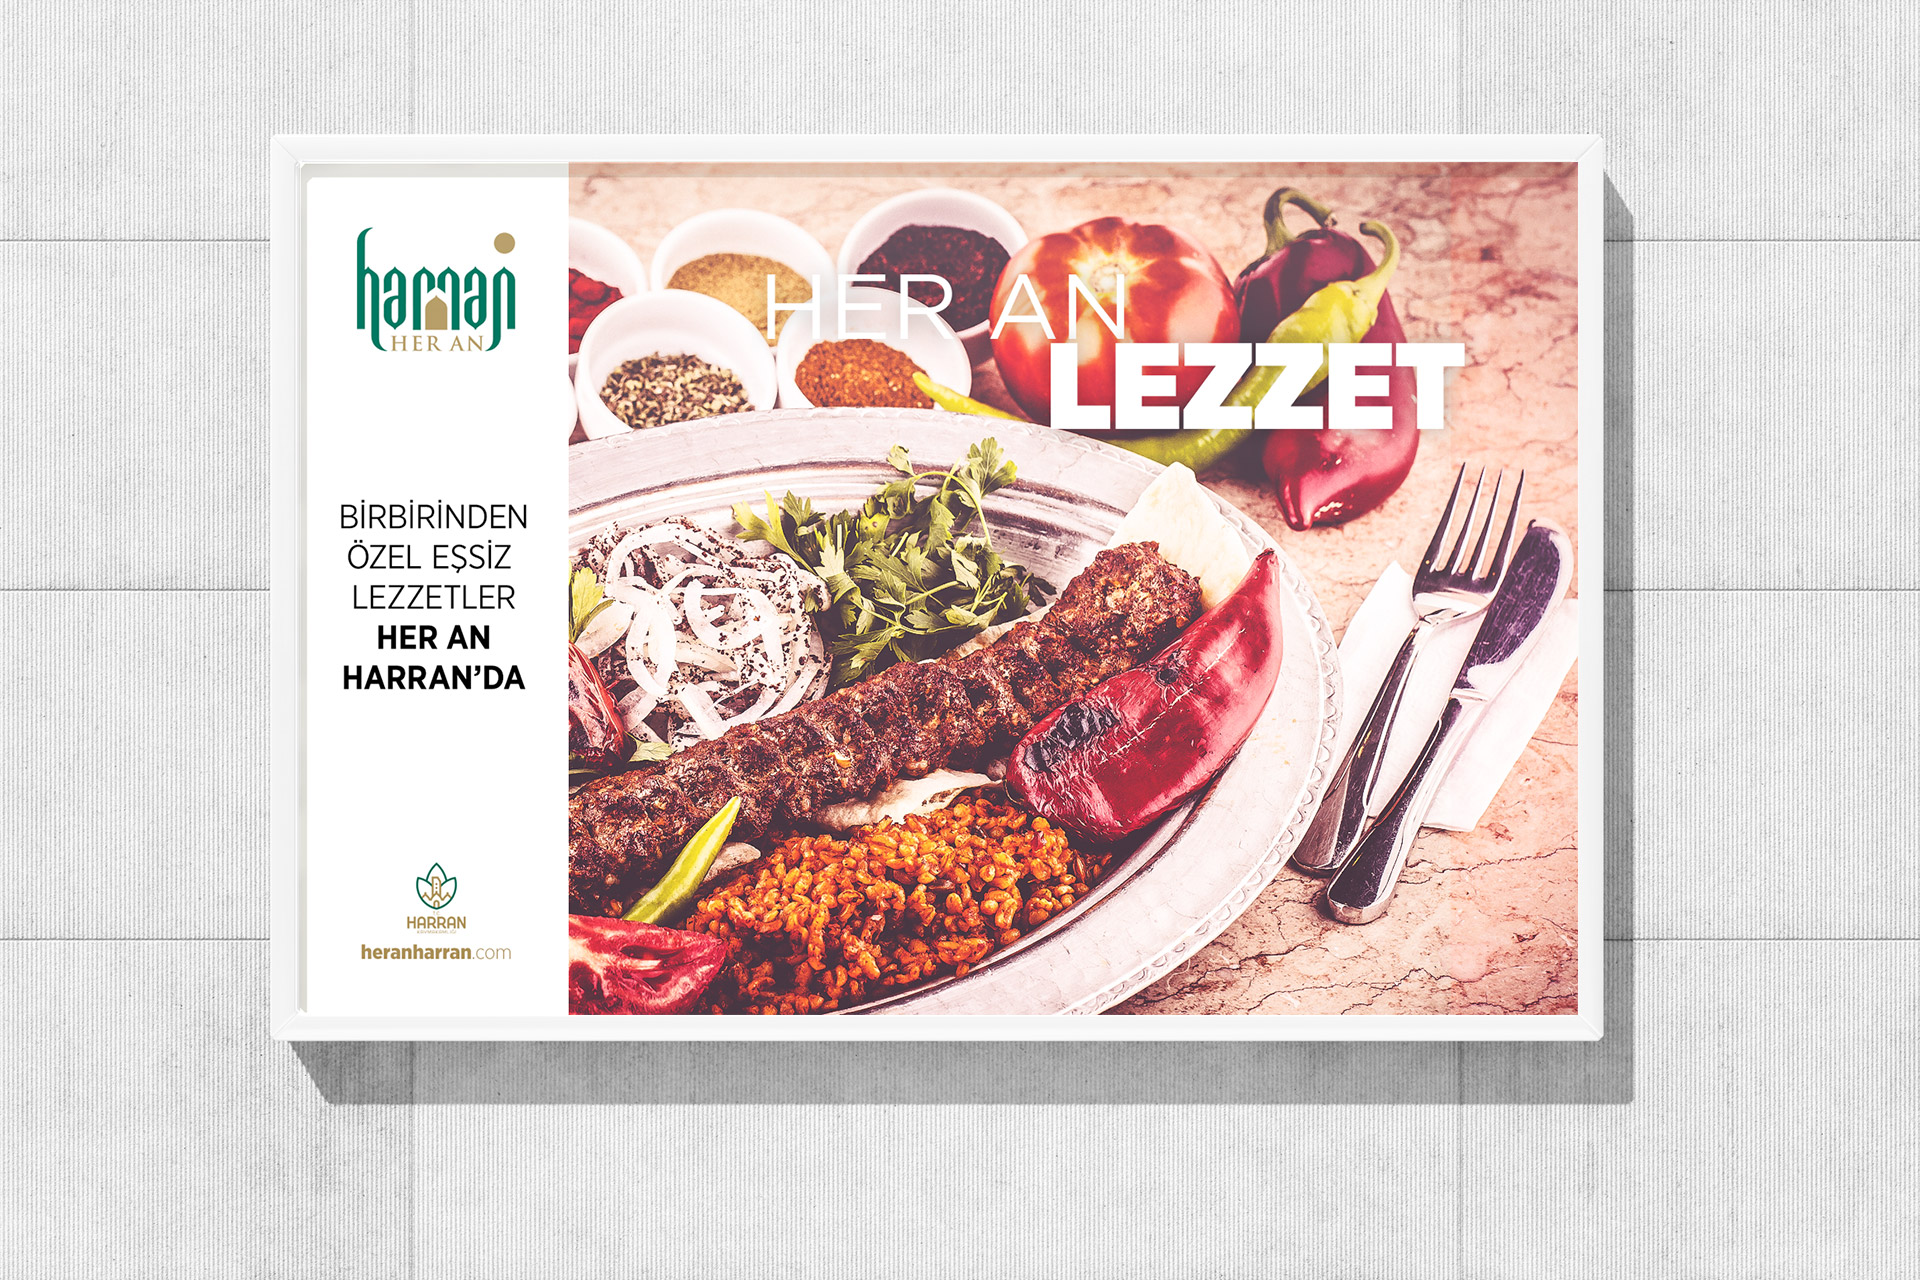 harran
HER AN
BİRBİRİNDEN
ÖZEL EŞSİZ
LEZZETLER
HER AN
HARRAN'DA
HARRAN
heranharran.com
HER AN
LEZZET